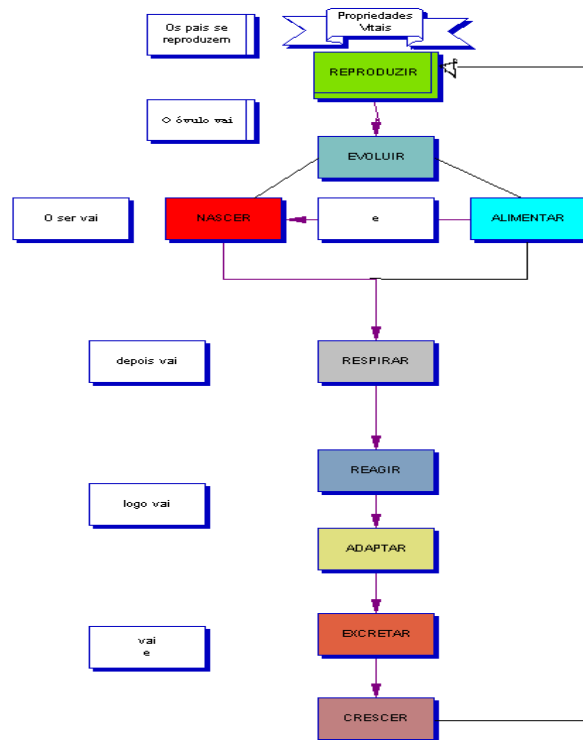 Propriedades
Vitais
Os pais se
reproduzem
REPRODUZIR
O óvulo vai
EVOLUIR
O ser vai
NASCER
e
ALIMENTAR
depois vai
RESPIRAR
REAGIR
logo vai
ADAPTAR
vai
e
EXCRETAR
CRESCER